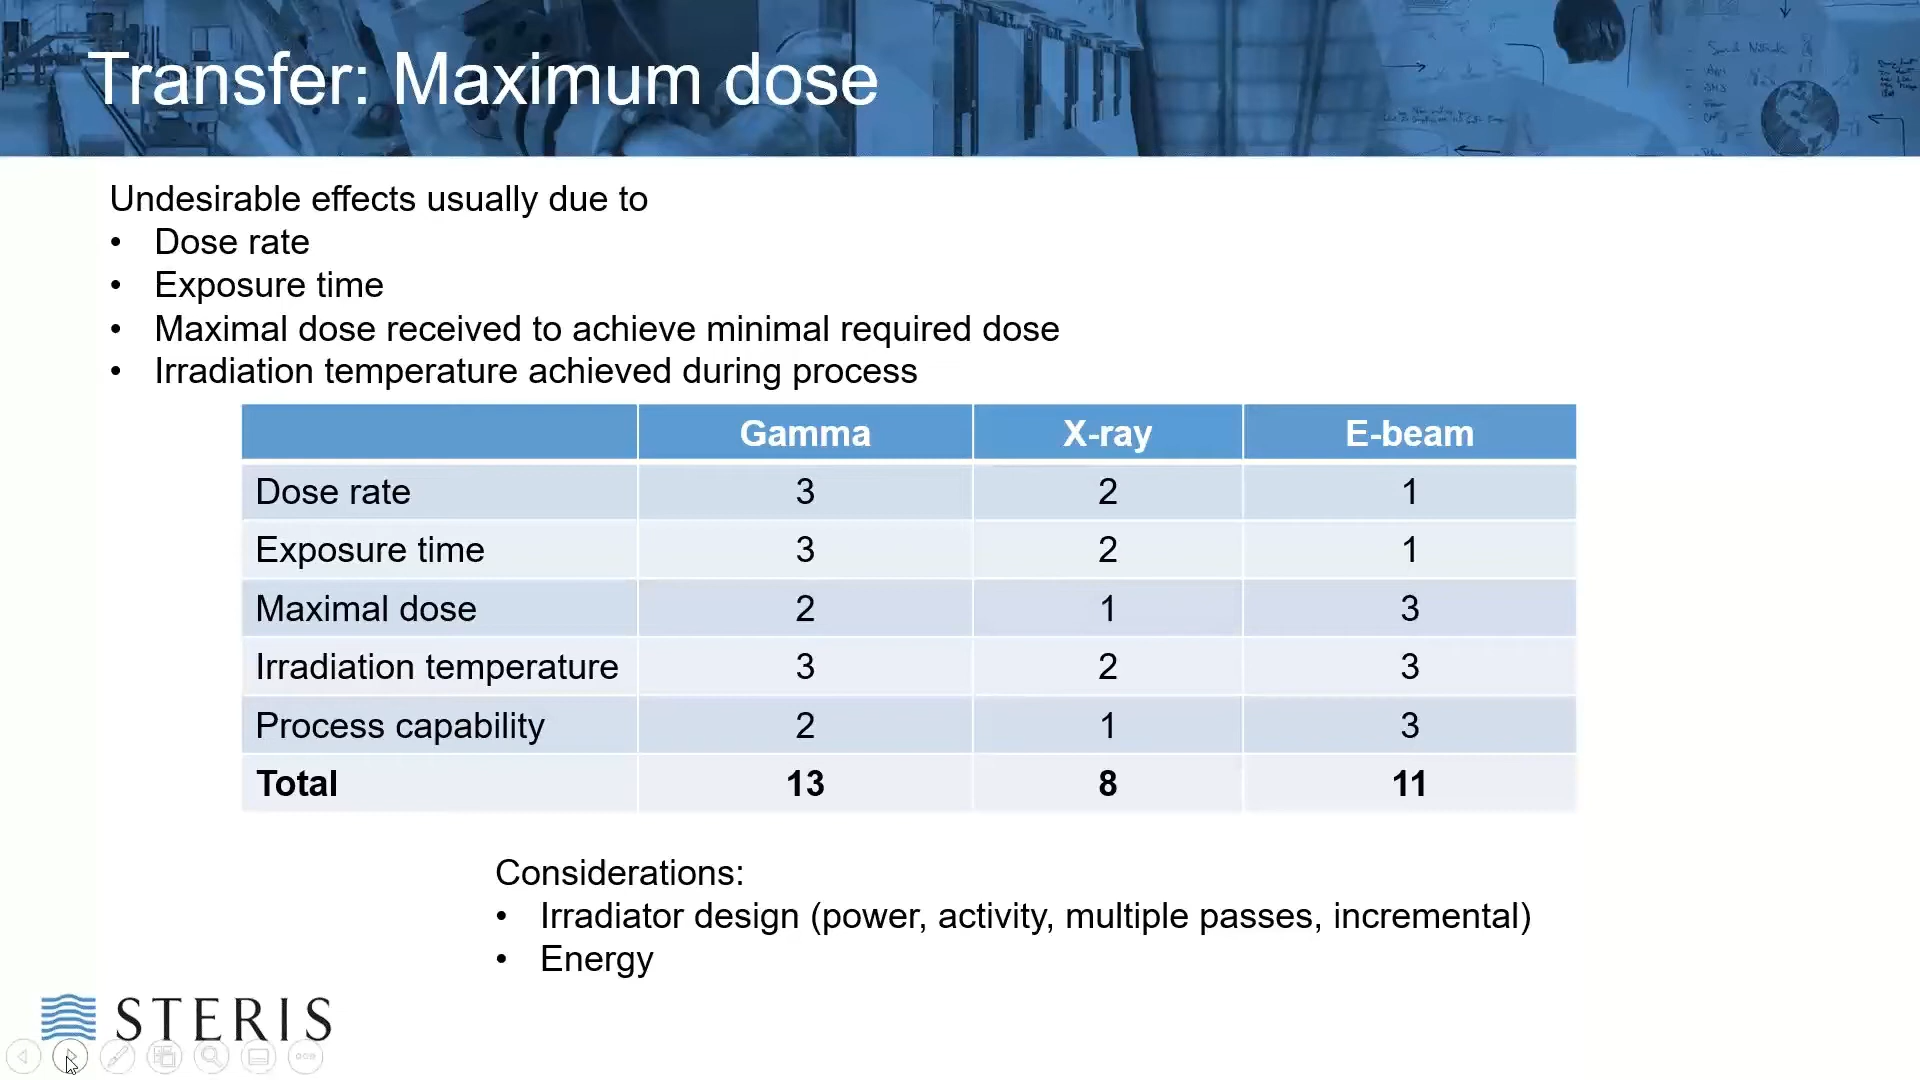 Transfer: Maximum dose
Undesirable effects usually due to
• Dose rate
• Exposure time
• Maximal dose received to achieve minimal required dose
• Irradiation temperature achieved during process
Gamma X-ray E-beam
Dose rate 3 2 1
Exposure time 3 2 1
Maximal dose 2 1 3
Irradiation temperature 3 2 3
Process capability 2 1 3
Total 13 8 11
Considerations:
• Irradiator design (power, activity, multiple passes, incremental)
• Energy
STERIS